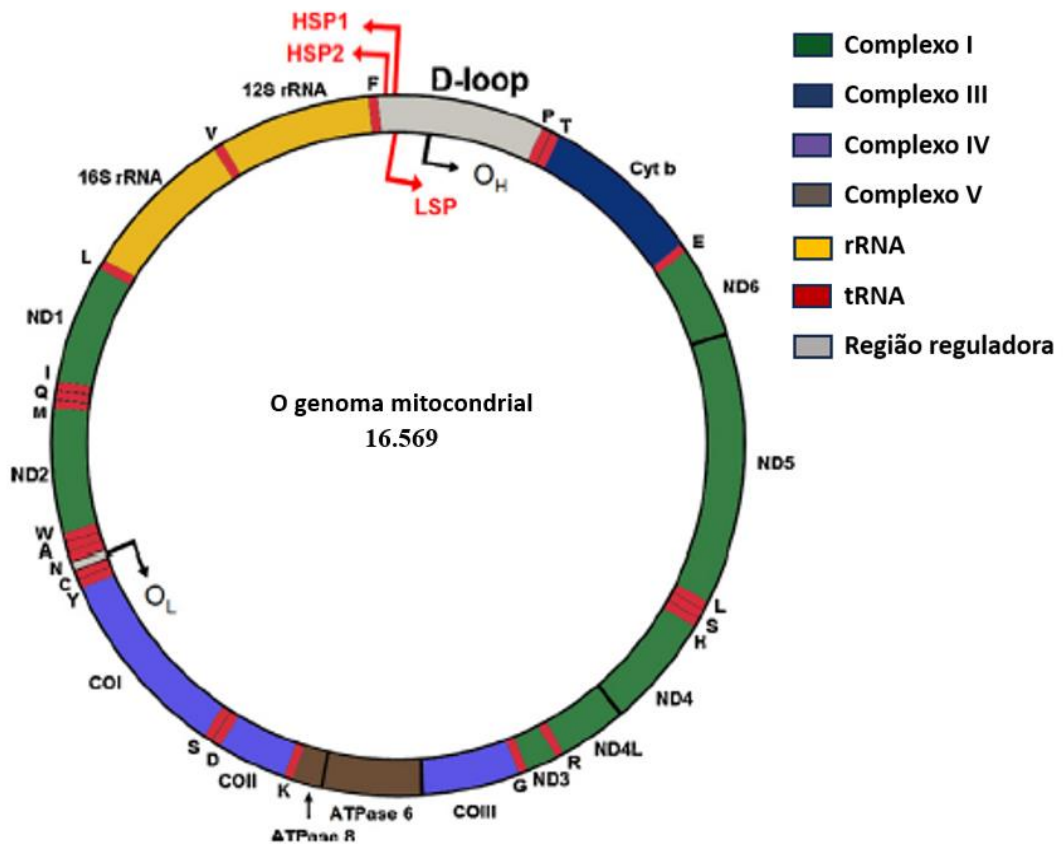 HSP1
HSP2
D-loop
F
12S rRNA
V
16S rRNA
L
ND1
I
Q
M
ND2
W
A
N
C
Y
OL
COI
S
D
COII
K
ATPase 8
ATPase 6
COIII
G
ND3
R
ND4L
ND4
H
S
L
ND5
ND6
E
Cyt b
T
P
OH
LSP
O genoma mitocondrial
16.569
Complexo I
Complexo III
Complexo IV
Complexo V
rRNA
tRNA
Região reguladora